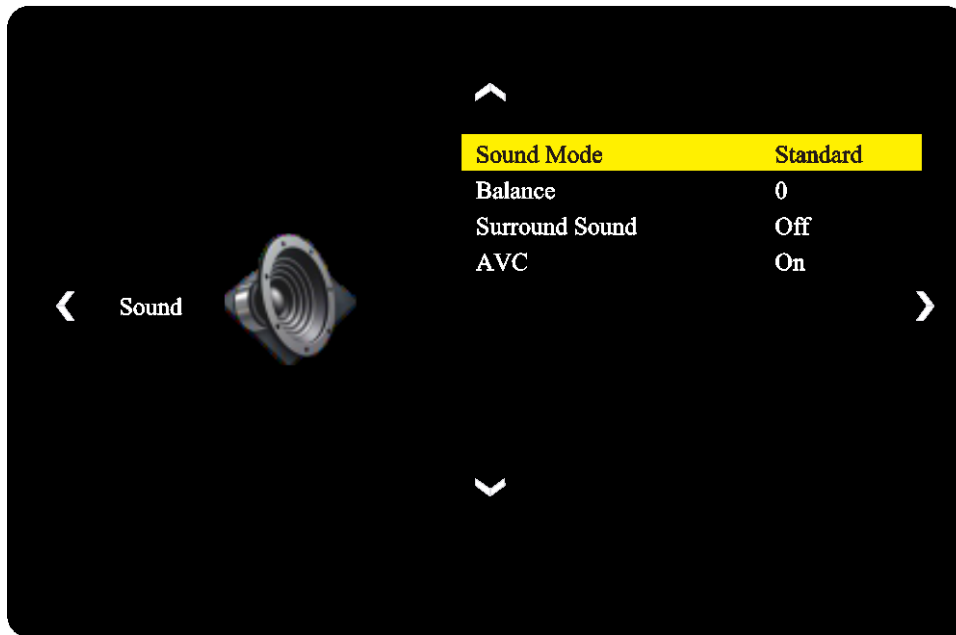 Sound
Sound Mode Standard
Balance 0
Surround Sound Off
AVC On